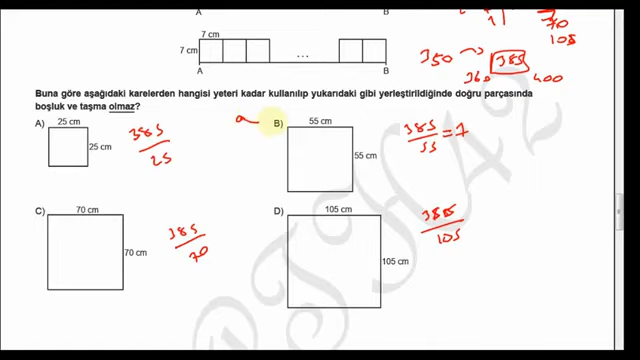 A B
7 cm
7 cm
...
A B
1
70
105
350 385
360 400
Buna göre aşağıdaki karelerden hangisi yeteri kadar kullanılıp yukarıdaki gibi yerleştirildiğinde doğru parçasında
boşluk ve taşma olmaz?
A) 25 cm
25 cm
385
25
B) 55 cm
55 cm
385
55 = 7
C) 70 cm
70 cm
385
70
D) 105 cm
105 cm
385
105